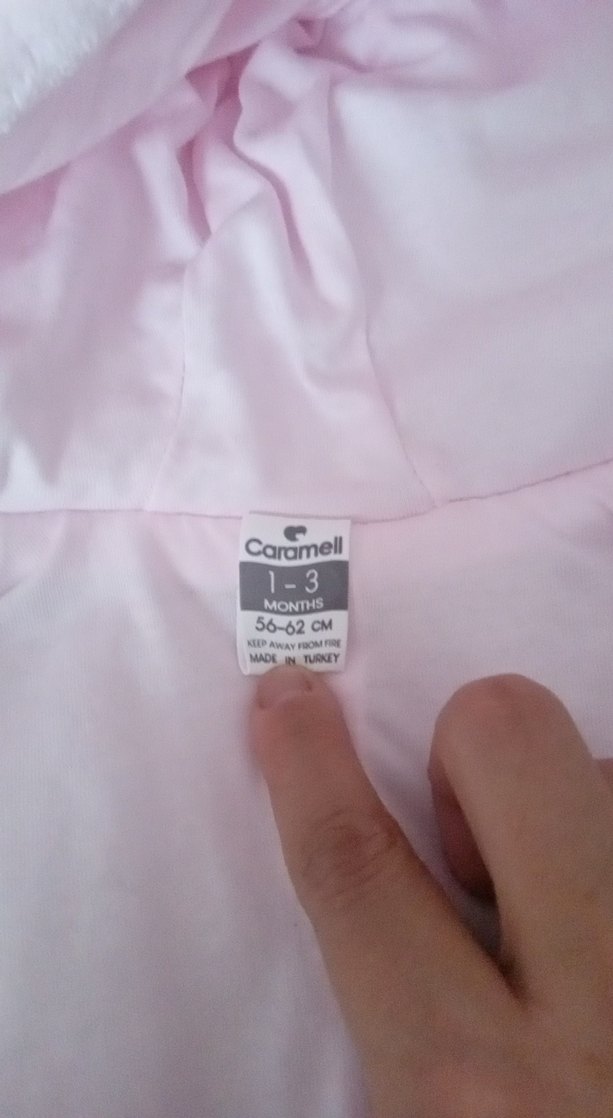 Caramell
1 - 3
MONTHS
56-62 CM
KEEP AWAY FROM FIRE
MADE IN TURKEY